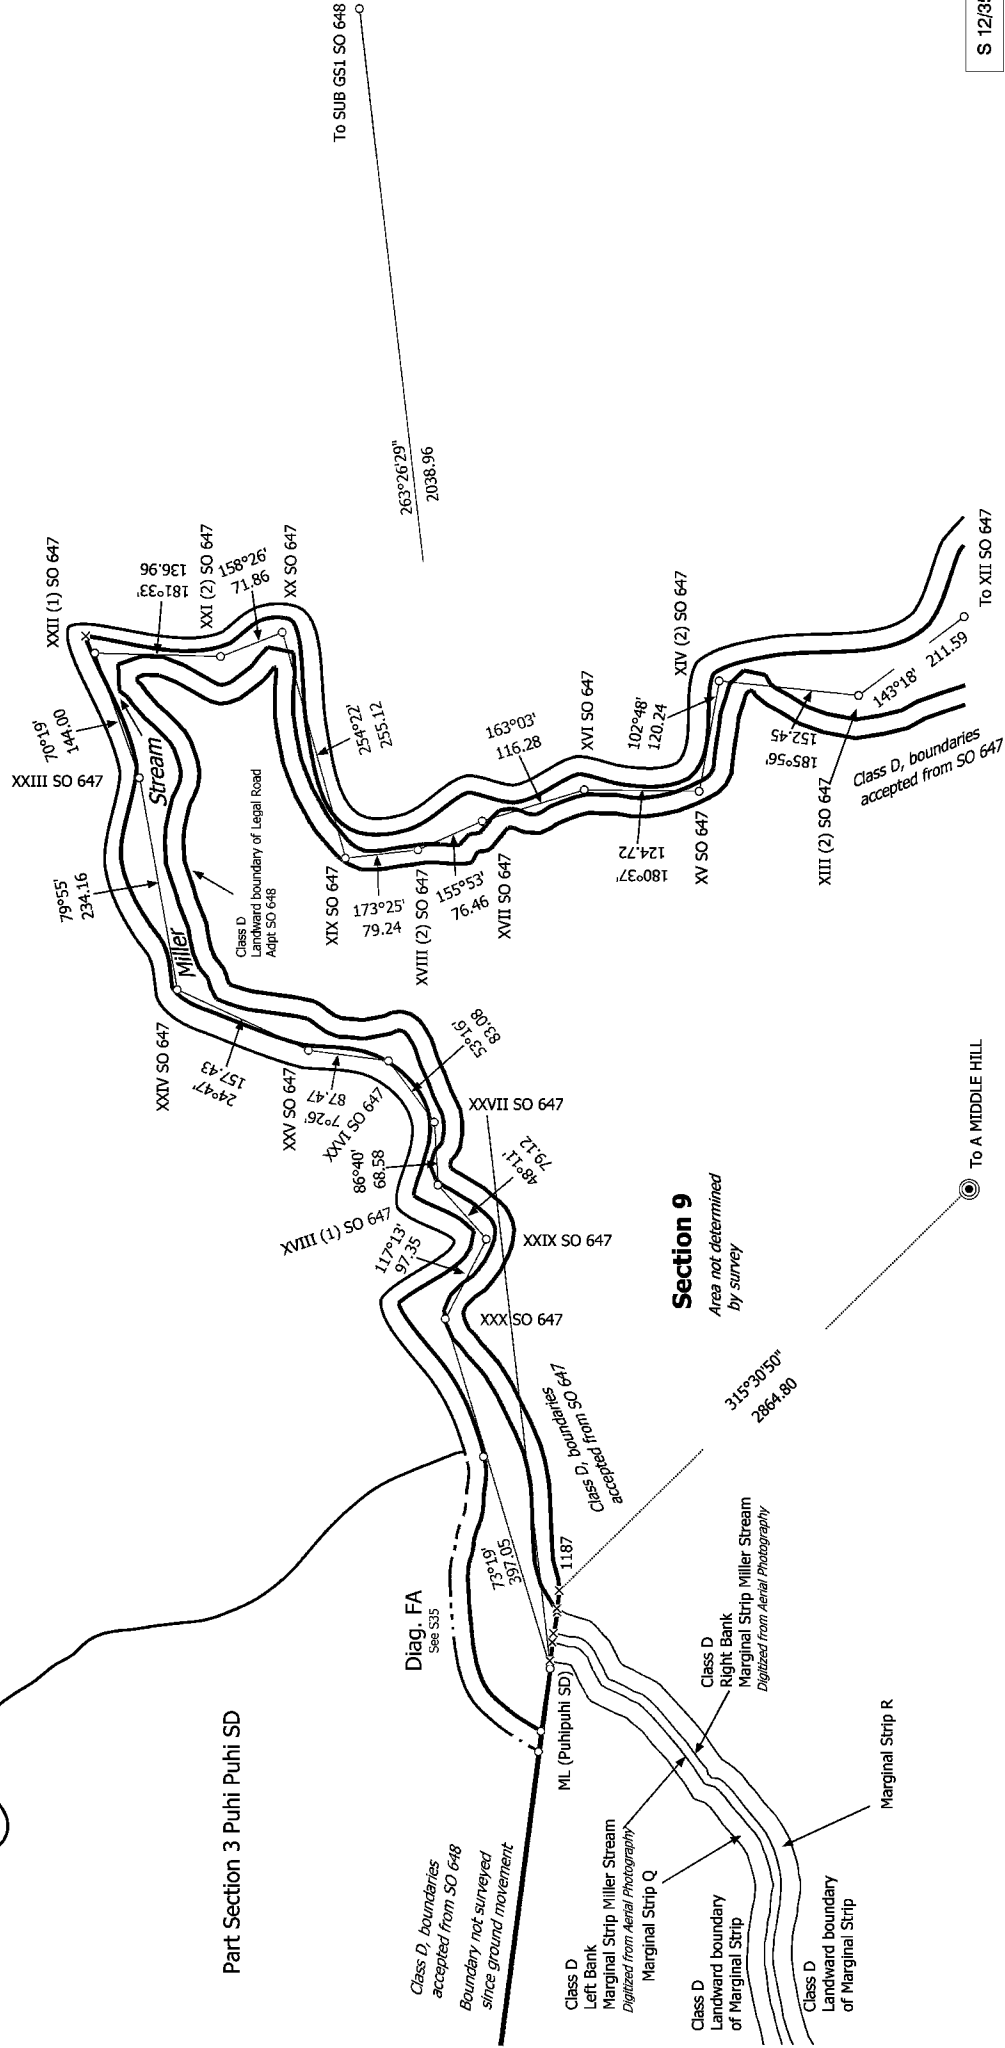 S 12/35
To SUB GS1 SO 648
263°26'29"
2038.96
XXII (1) SO 647
136.96
181°33'
XXI (2) SO 647
158°26'
71.86
XX SO 647
70°19'
144.00
XXIII SO 647
Stream
79°55'
234.16
Miller
Class D
Landward boundary of Legal Road
Adpt SO 648
254°22'
255.12
XIX SO 647
173°25'
79.24
XVIII (2) SO 647
155°53'
76.46
XVII SO 647
163°03'
116.28
XVI SO 647
124.72
180°37'
XV SO 647
102°48'
120.24
XIV (2) SO 647
152.45
185°56'
XIII (2) SO 647
143°18'
211.59
To XII SO 647
Class D, boundaries
accepted from SO 647
XXIV SO 647
157.43
24°47'
XXV SO 647
87.47
7°26'
XXVI SO 647
83.08
53°16'
XXVII SO 647
86°40'
68.58
79.12
48°11'
XVIII (1) SO 647
117°13'
97.35
XXIX SO 647
XXX SO 647
Section 9
Area not determined
by survey
To A MIDDLE HILL
315°30'50"
2864.80
Class D, boundaries
accepted from SO 647
1187
73°19'
397.05
Diag. FA
See S35
ML (Puhipuhi SD)
Part Section 3 Puhi Puhi SD
Class D, boundaries
accepted from SO 648
Boundary not surveyed
since ground movement
Class D
Right Bank
Marginal Strip Miller Stream
Digitized from Aerial Photography
Class D
Left Bank
Marginal Strip Miller Stream
Digitized from Aerial Photography
Marginal Strip Q
Marginal Strip R
Class D
Landward boundary
of Marginal Strip
Class D
Landward boundary
of Marginal Strip